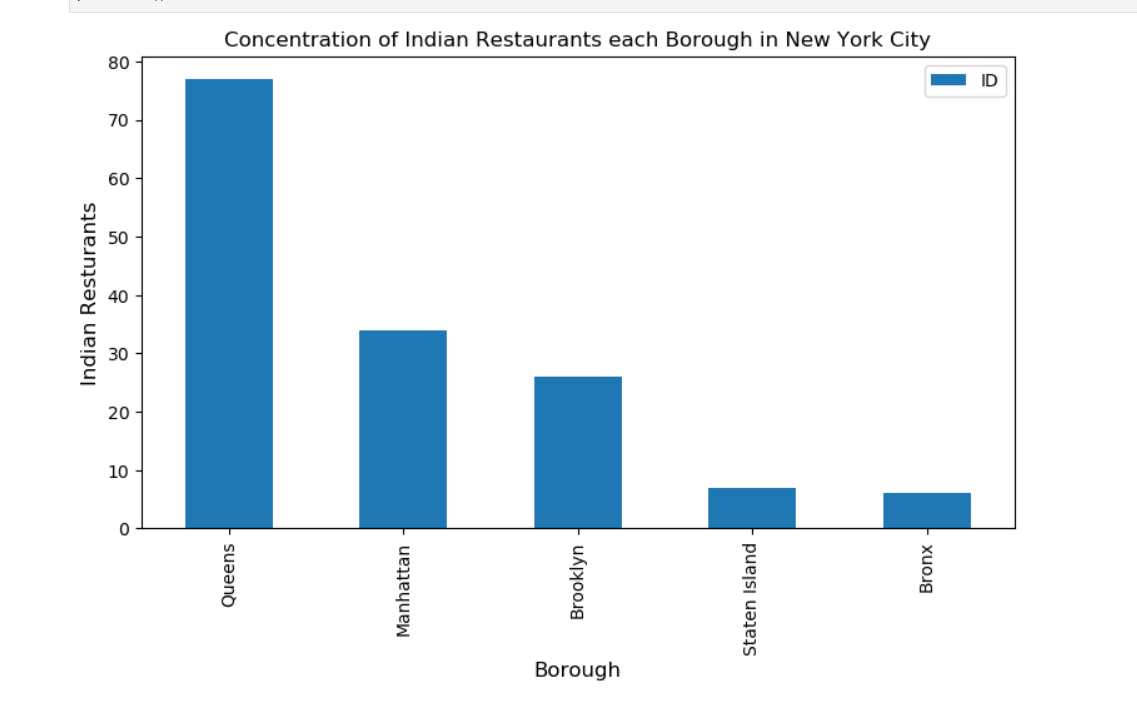 Concentration of Indian Restaurants each Borough in New York City
ID
80
70
60
50
40
30
20
10
0
Indian Resturants
Queens
Manhattan
Brooklyn
Staten Island
Bronx
Borough